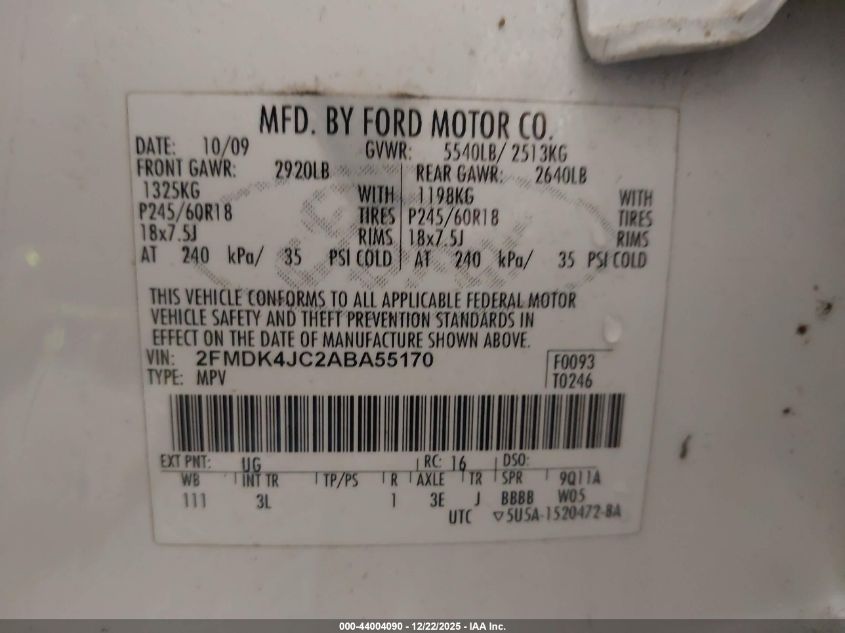 MFD. BY FORD MOTOR CO.
DATE: 10/09 GVWR: 5540LB/ 2513KG
FRONT GAWR: 2920LB REAR GAWR: 2640LB
1325KG WITH 1198KG WITH
P245/60R18 TIRES P245/60R18 TIRES
18x7.5J RIMS 18x7.5J RIMS
AT 240 kPa/ 35 PSI COLD AT 240 kPa/ 35 PSI COLD
THIS VEHICLE CONFORMS TO ALL APPLICABLE FEDERAL MOTOR
VEHICLE SAFETY AND THEFT PREVENTION STANDARDS IN
EFFECT ON THE DATE OF MANUFACTURE SHOWN ABOVE.
VIN: 2FMDK4JC2ABA55170 F0093
TYPE: MPV T0246
EXT PNT: UG RC: 16 DSO:
WB INT TR TP/PS R AXLE TR SPR 9Q11A
111 3L 1 3E J BBBB W05
UTC ▽5U5A-1520472-BA
000-44004090 - 12/22/2025 - IAA Inc.